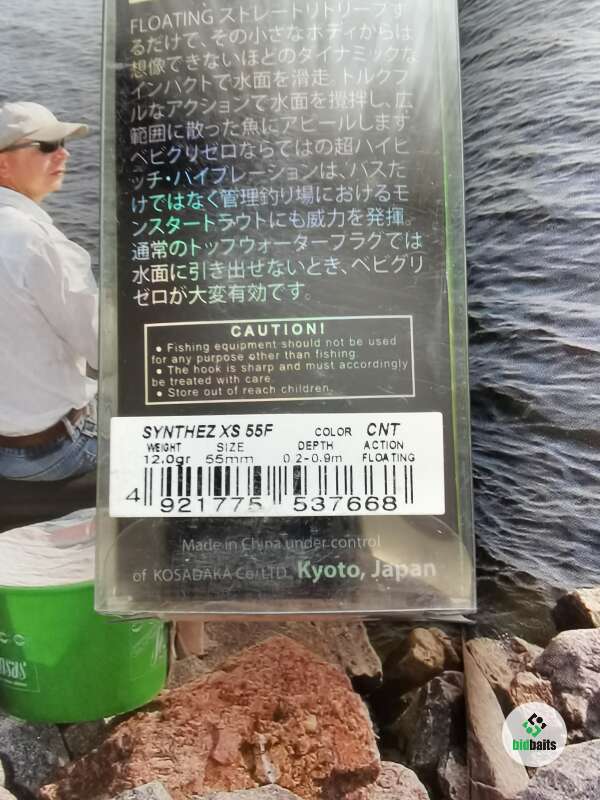 FLOATING ストレートリトリーブす
るだけで、その小さなボディからは
想像できないほどのダイナミックな
インパクトで水面を滑走。トルクフ
ルなアクションで水面を攪拌し、広
範囲に散った魚にアピールします
ベビグリゼロならではの超ハイピ
ッチ・バイブレーションは、バスだ
けではなく管理釣り場におけるモ
ンスタートラウトにも威力を発揮。
通常のトップウォータープラグでは
水面に引き出せないとき、ベビグリ
ゼロが大変有効です。
CAUTION!
• Fishing equipment should not be used
for any purpose other than fishing.
• The hook is sharp and must accordingly
be treated with care.
• Store out of reach children.
SYNTHEZ XS 55F COLOR CNT
WEIGHT SIZE DEPTH ACTION
12.0gr 55mm 0.2-0.9m FLOATING
4 921775 537668
Made in China under control
of KOSADAKA Co/LTD. Kyoto, Japan
bidbaits